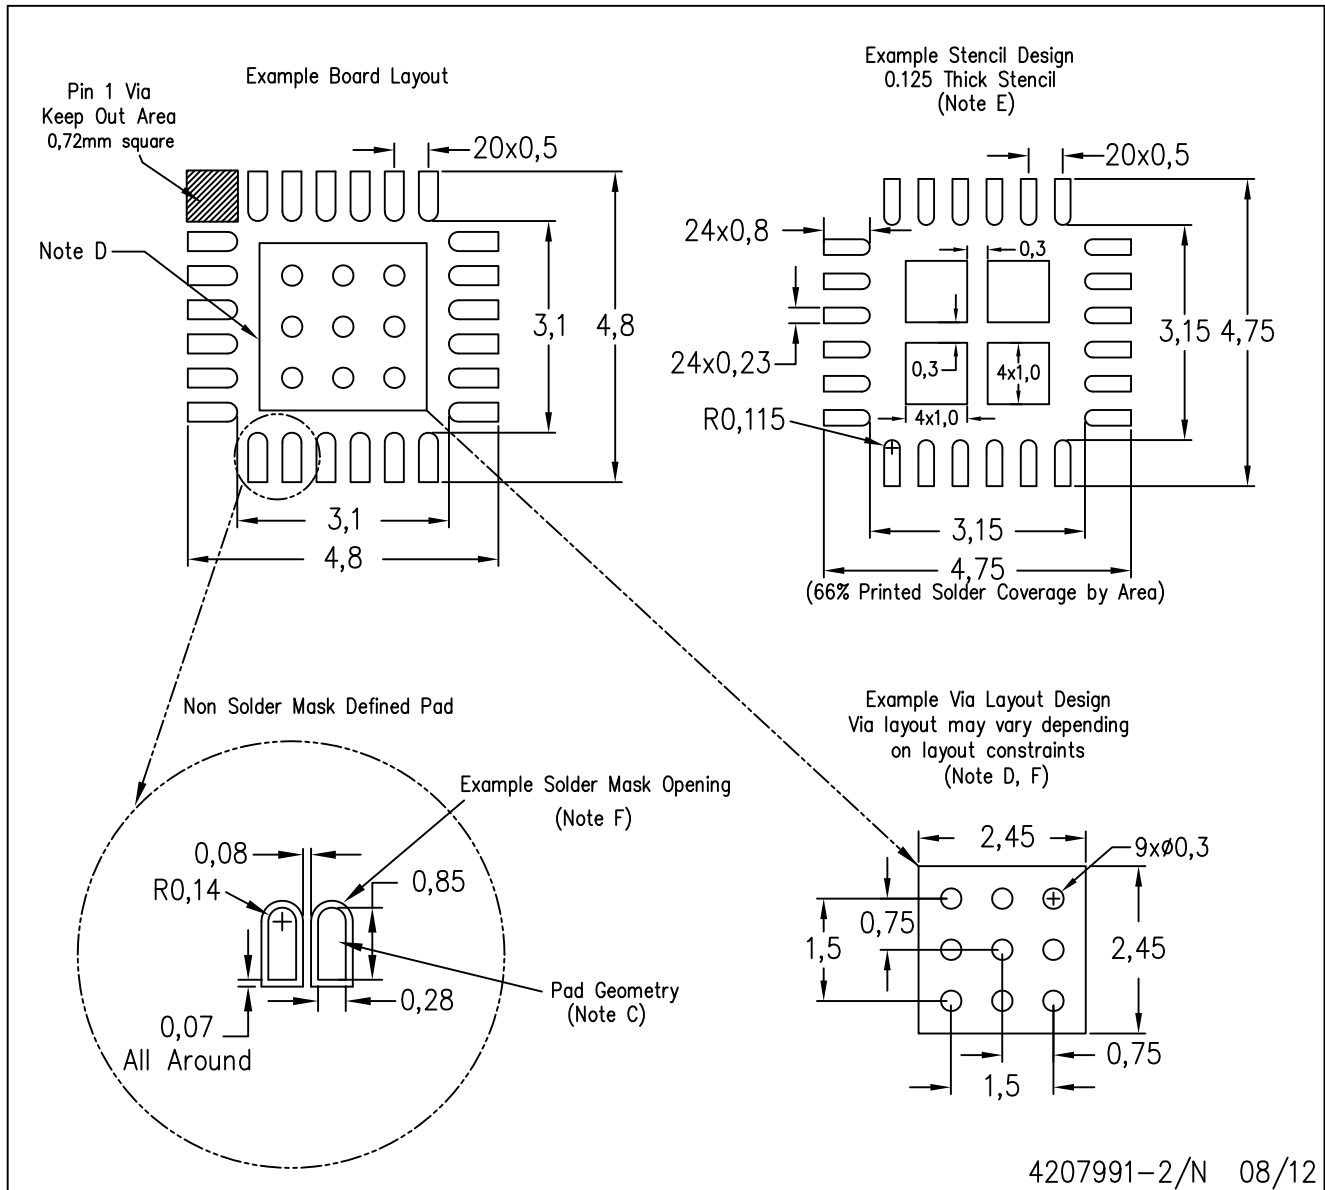 Example Board Layout
Pin 1 Via
Keep Out Area
0,72mm square
20x0,5
Note D
3,1
4,8
3,1
4,8
Example Stencil Design
0.125 Thick Stencil
(Note E)
20x0,5
24x0,8
0,3
3,15
4,75
24x0,23
0,3
4x1,0
4x1,0
R0,115
3,15
4,75
(66% Printed Solder Coverage by Area)
Non Solder Mask Defined Pad
Example Solder Mask Opening
(Note F)
0,08
R0,14
0,85
0,28
Pad Geometry
(Note C)
0,07
All Around
Example Via Layout Design
Via layout may vary depending
on layout constraints
(Note D, F)
2,45
9xø0,3
0,75
1,5
2,45
0,75
1,5
4207991-2/N 08/12